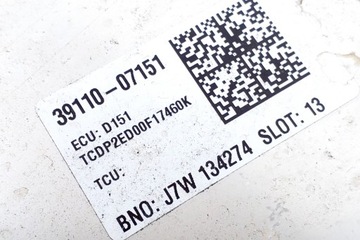 39110-07151
ECU: D151
TCDP2ED00F17460K
TCU:
BNO: J7W 134274 SLOT: 13